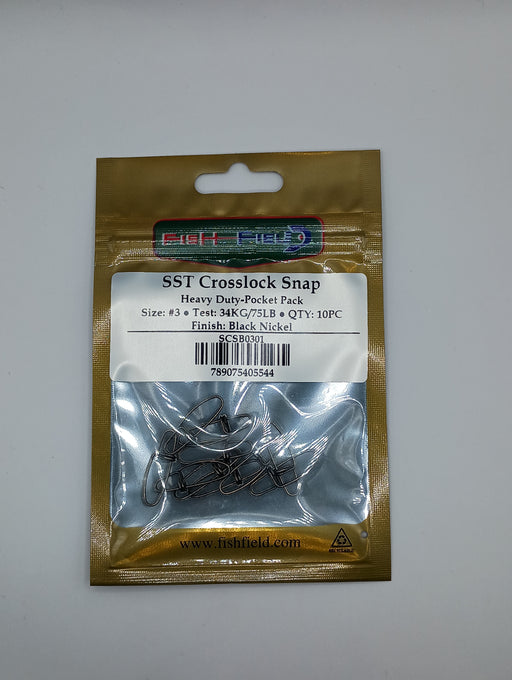 FISH FIELD
SST Crosslock Snap
Heavy Duty-Pocket Pack
Size: #3 ● Test: 34KG/75LB ● QTY: 10PC
Finish: Black Nickel
SCSB0301
789075405544
www.fishfield.com
RECYCLABLE